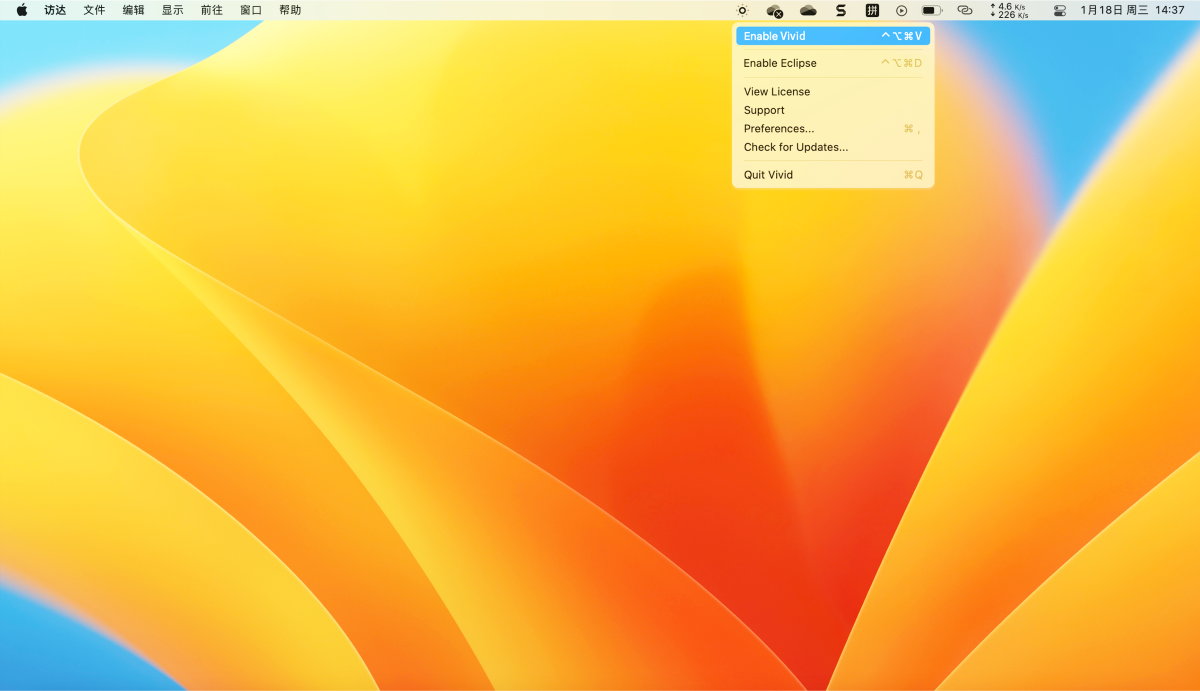 访达 文件 编辑 显示 前往 窗口 帮助 S 拼 ↑ 4.6 K/s ↓ 226 K/s 1月18日 周三 14:37
Enable Vivid ^⌥⌘V
Enable Eclipse ^⌥⌘D
View License
Support
Preferences... ⌘ ,
Check for Updates...
Quit Vivid ⌘Q